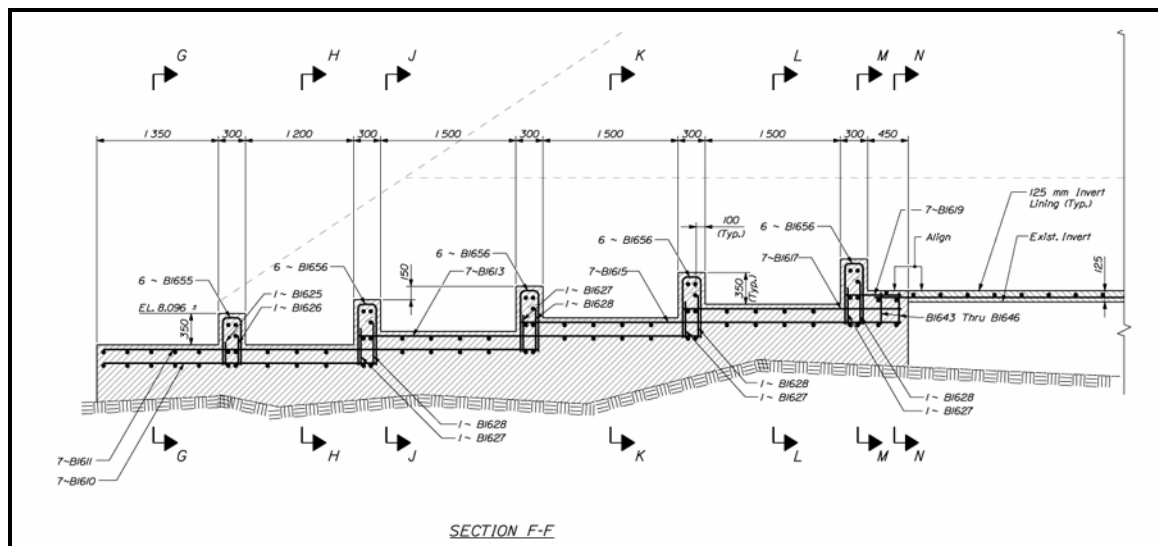 G H J K L M N
1 350 300 1 200 300 1 500 300 1 500 300 1 500 300 450
125 mm Invert
Lining (Typ.)
7~B1619
100
(Typ.)
6 ~ B1656
Align
Exist. Invert
6 ~ B1656
7~B1617
6 ~ B1656
7~B1613
7~B1615
1 ~ B1627
1 ~ B1628
350
(Typ.)
125
6 ~ B1655
6 ~ B1656
150
1 ~ B1625
1 ~ B1626
EL. 8.096 ±
350
B1643 Thru B1646
1 ~ B1628
1 ~ B1627
1 ~ B1628
1 ~ B1627
1 ~ B1628
1 ~ B1627
G H J K L M N
7~B1611
7~B1610
SECTION F-F